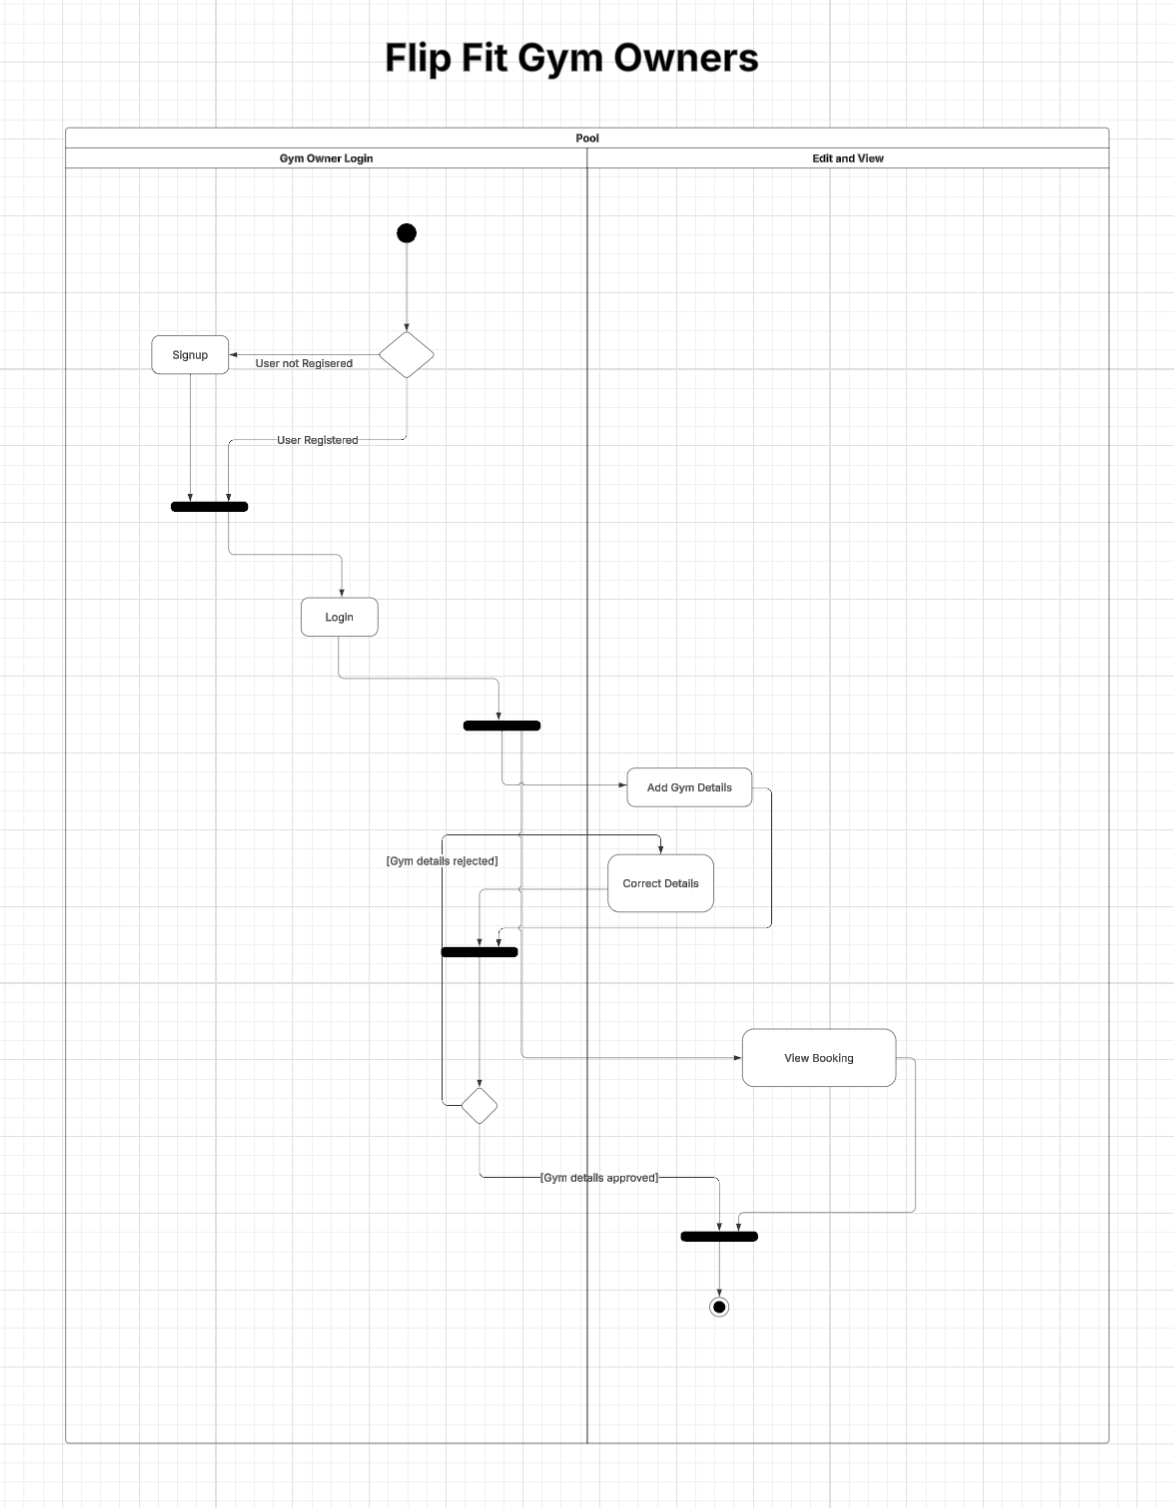 Flip Fit Gym Owners
Pool
Gym Owner Login
Edit and View
Signup
User not Regisered
User Registered
Login
Add Gym Details
[Gym details rejected]
Correct Details
View Booking
[Gym details approved]